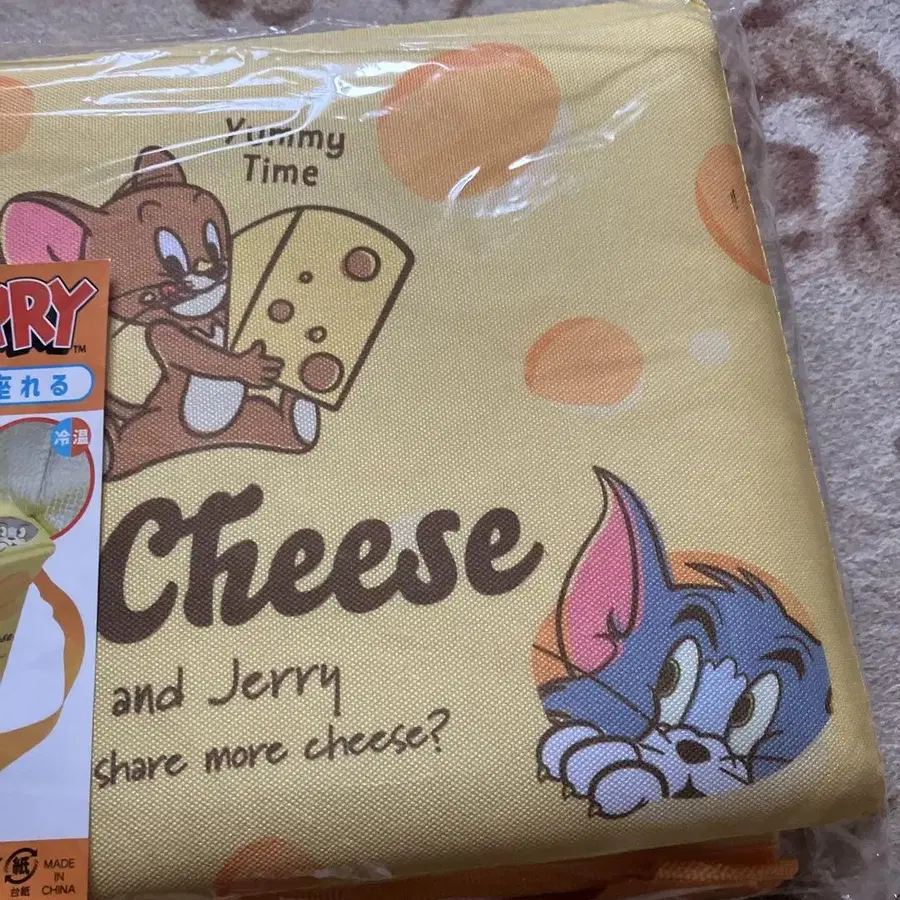 Yummy
Time
RRY™
座れる
冷温
Cheese
and Jerry
share more cheese?
紙
台紙
MADE
IN
CHINA